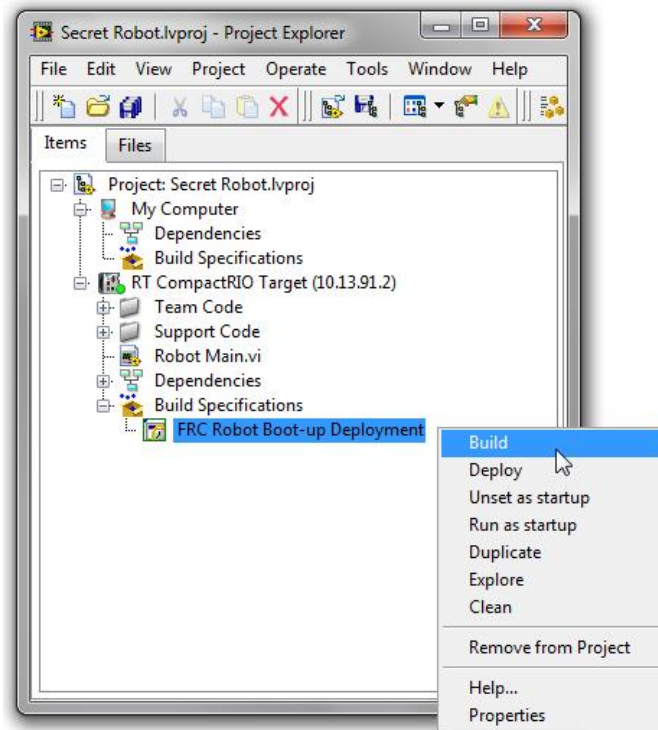 Secret Robot.lvproj - Project Explorer
File Edit View Project Operate Tools Window Help
Items Files
Project: Secret Robot.lvproj
My Computer
Dependencies
Build Specifications
RT CompactRIO Target (10.13.91.2)
Team Code
Support Code
Robot Main.vi
Dependencies
Build Specifications
FRC Robot Boot-up Deployment
Build
Deploy
Unset as startup
Run as startup
Duplicate
Explore
Clean
Remove from Project
Help...
Properties